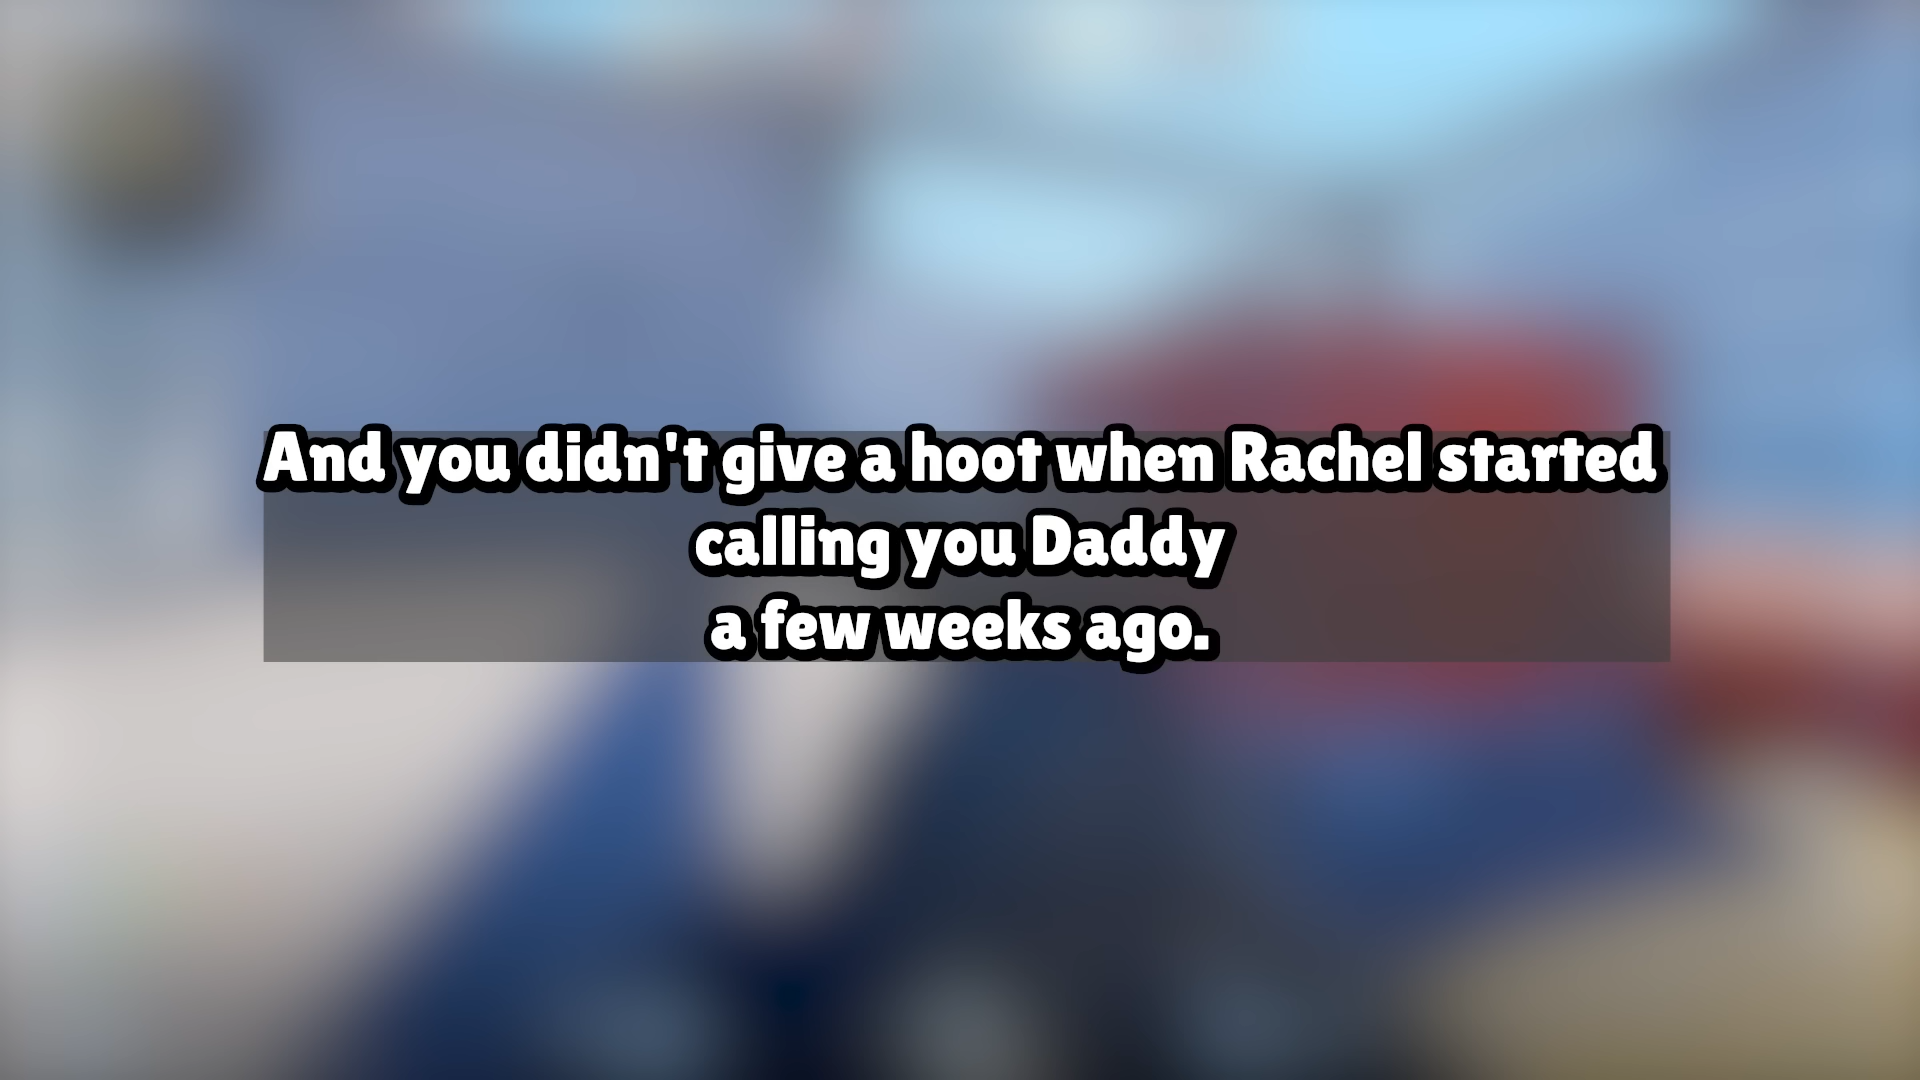 And you didn't give a hoot when Rachel started
calling you Daddy
a few weeks ago.